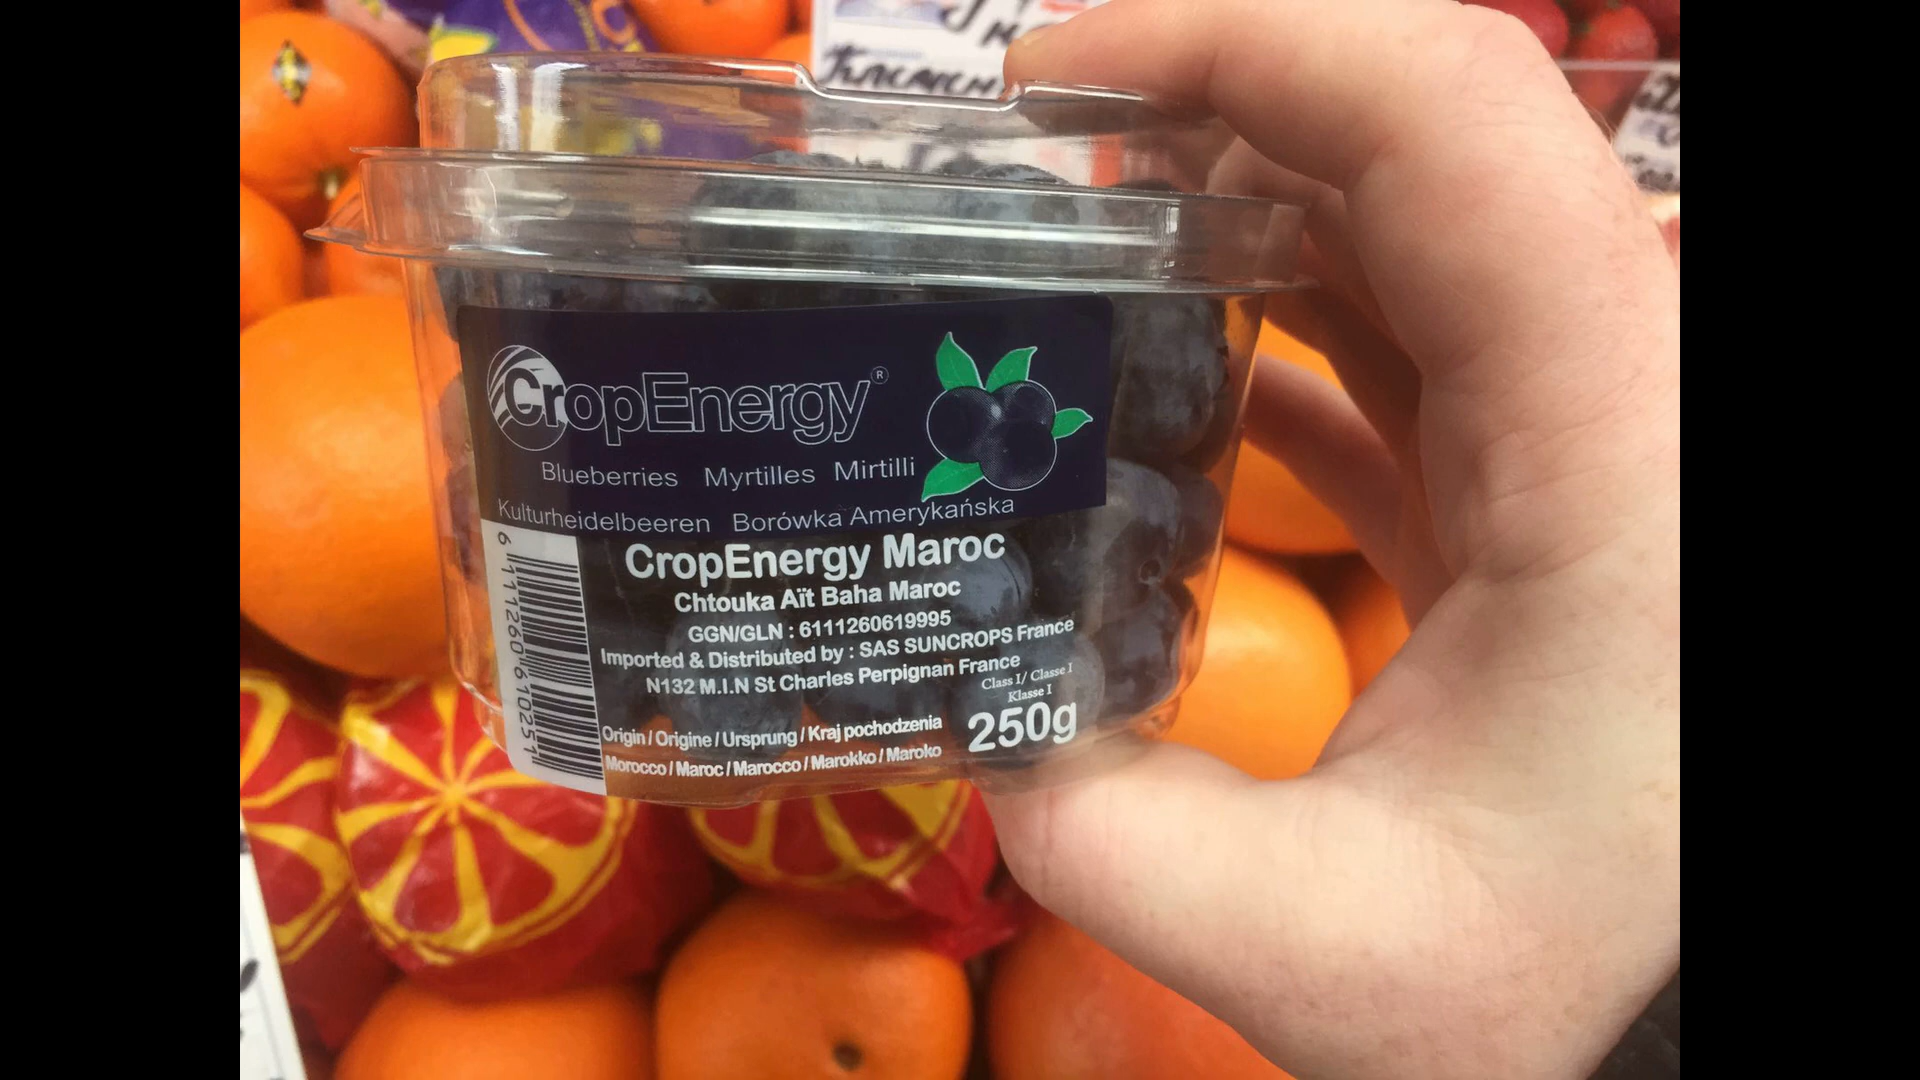 CropEnergy®
Blueberries Myrtilles Mirtilli
Kulturheidelbeeren Borówka Amerykańska
CropEnergy Maroc
Chtouka Aït Baha Maroc
GGN/GLN : 6111260619995
Imported & Distributed by : SAS SUNCROPS France
N132 M.I.N St Charles Perpignan France
Class I/ Classe I
Klasse I
250g
Origin / Origine / Ursprung / Kraj pochodzenia
Morocco / Maroc / Marocco / Marokko / Maroko
6 111260 610251